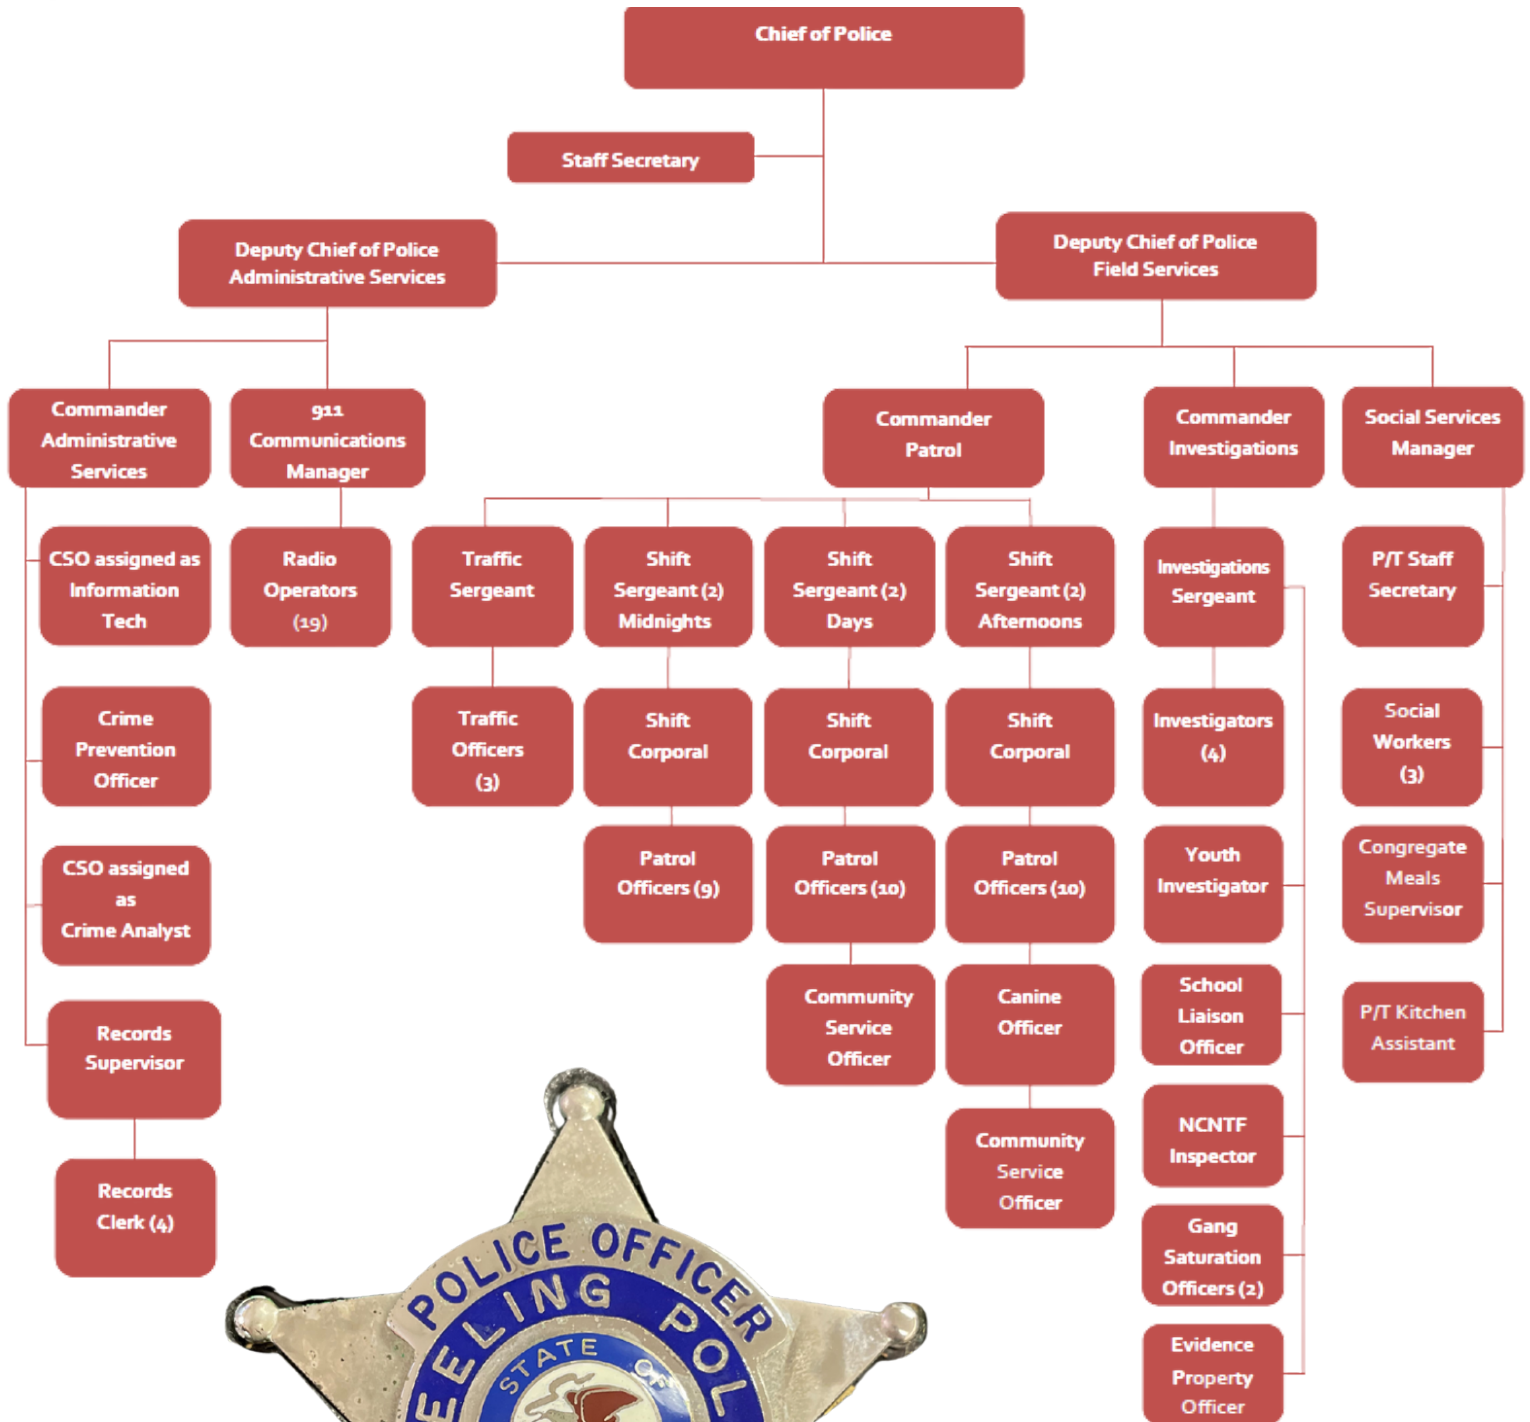 Chief of Police
Staff Secretary
Deputy Chief of Police
Administrative Services
Deputy Chief of Police
Field Services
Commander
Administrative
Services
911
Communications
Manager
Commander
Patrol
Commander
Investigations
Social Services
Manager
CSO assigned as
Information
Tech
Radio
Operators
(19)
Traffic
Sergeant
Shift
Sergeant (2)
Midnights
Shift
Sergeant (2)
Days
Shift
Sergeant (2)
Afternoons
Investigations
Sergeant
P/T Staff
Secretary
Crime
Prevention
Officer
Traffic
Officers
(3)
Shift
Corporal
Shift
Corporal
Shift
Corporal
Investigators
(4)
Social
Workers
(3)
CSO assigned
as
Crime Analyst
Patrol
Officers (9)
Patrol
Officers (10)
Patrol
Officers (10)
Youth
Investigator
Congregate
Meals
Supervisor
Records
Supervisor
Community
Service
Officer
Canine
Officer
School
Liaison
Officer
P/T Kitchen
Assistant
Records
Clerk (4)
Community
Service
Officer
NCNTF
Inspector
Gang
Saturation
Officers (2)
Evidence
Property
Officer
POLICE OFFICER
EELING POL
STATE OF